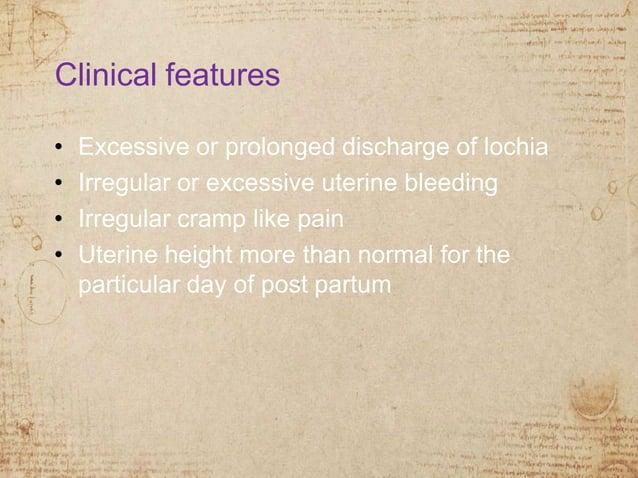 Clinical features
• Excessive or prolonged discharge of lochia
• Irregular or excessive uterine bleeding
• Irregular cramp like pain
• Uterine height more than normal for the
particular day of post partum